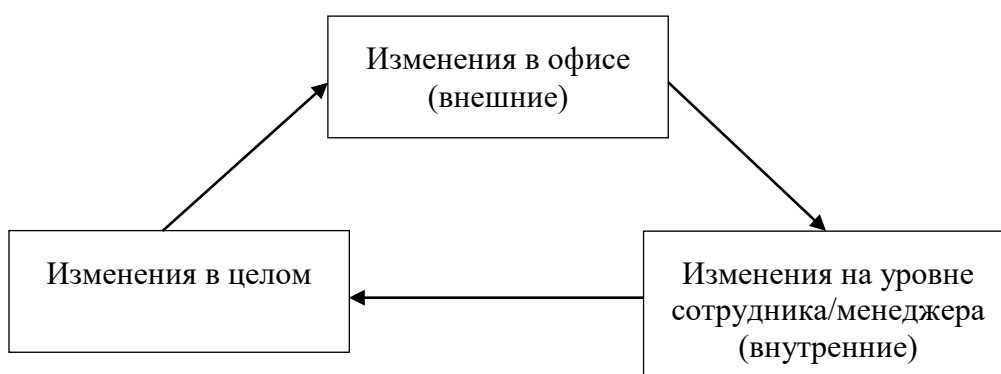 Изменения в офисе
(внешние)
Изменения в целом
Изменения на уровне
сотрудника/менеджера
(внутренние)